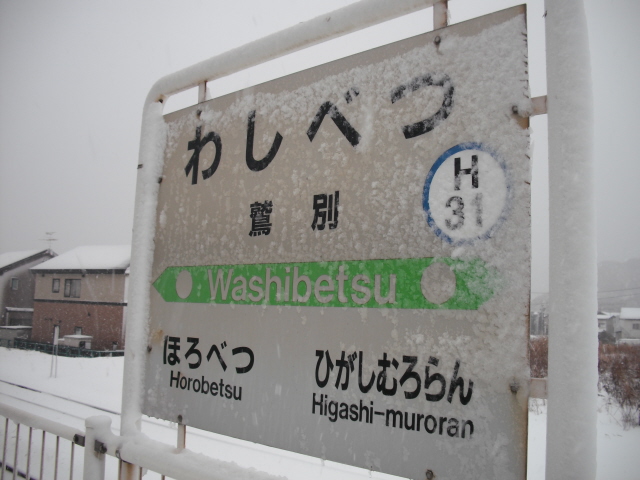 わしべつ
鷲別
H
31
Washibetsu
ほろべつ
Horobetsu
ひがしむろらん
Higashi-muroran